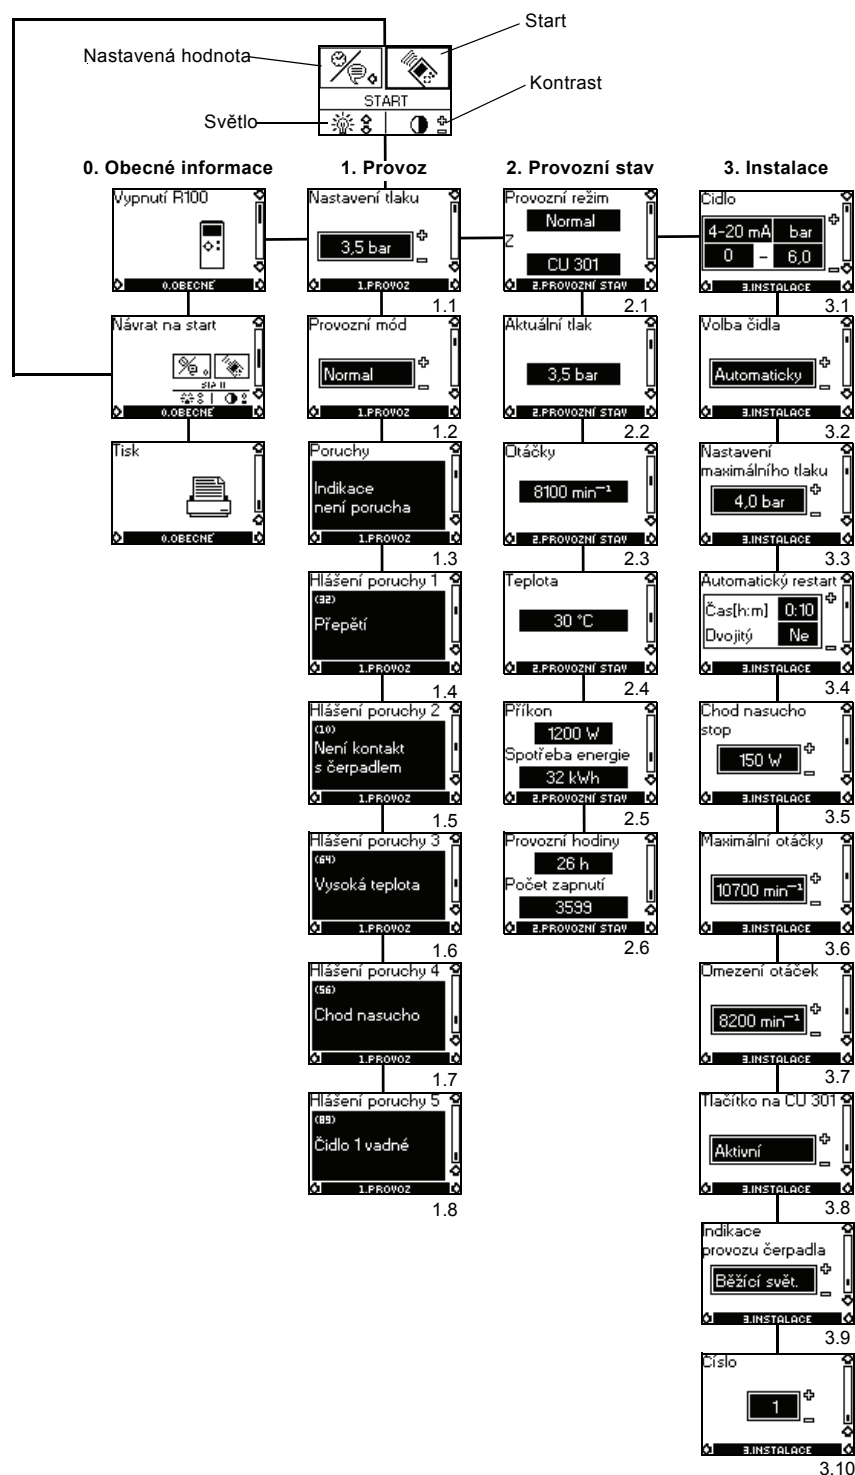 Start
Nastavená hodnota
Kontrast
START
Světlo
0. Obecné informace
1. Provoz
2. Provozní stav
3. Instalace
Vypnutí R100
0.OBECNÉ
Návrat na start
START
0.OBECNÉ
Tisk
0.OBECNÉ
Nastavení tlaku
3,5 bar
1.PROVOZ
1.1
Provozní mód
Normal
1.PROVOZ
1.2
Poruchy
Indikace
není porucha
1.PROVOZ
1.3
Hlášení poruchy 1
(32)
Přepětí
1.PROVOZ
1.4
Hlášení poruchy 2
(10)
Není kontakt
s čerpadlem
1.PROVOZ
1.5
Hlášení poruchy 3
(64)
Vysoká teplota
1.PROVOZ
1.6
Hlášení poruchy 4
(56)
Chod nasucho
1.PROVOZ
1.7
Hlášení poruchy 5
(89)
Čidlo 1 vadné
1.PROVOZ
1.8
Provozní režim
Normal
Z
CU 301
2.PROVOZNÍ STAV
2.1
Aktuální tlak
3,5 bar
2.PROVOZNÍ STAV
2.2
Otáčky
8100 min⁻¹
2.PROVOZNÍ STAV
2.3
Teplota
30 °C
2.PROVOZNÍ STAV
2.4
Příkon
1200 W
Spotřeba energie
32 kWh
2.PROVOZNÍ STAV
2.5
Provozní hodiny
26 h
Počet zapnutí
3599
2.PROVOZNÍ STAV
2.6
Čidlo
4-20 mA bar
0 - 6,0
3.INSTALACE
3.1
Volba čidla
Automaticky
3.INSTALACE
3.2
Nastavení
maximálního tlaku
4,0 bar
3.INSTALACE
3.3
Automatický restart
Čas[h:m] 0:10
Dvojitý Ne
3.INSTALACE
3.4
Chod nasucho
stop
150 W
3.INSTALACE
3.5
Maximální otáčky
10700 min⁻¹
3.INSTALACE
3.6
Omezení otáček
8200 min⁻¹
3.INSTALACE
3.7
Tlačítko na CU 301
Aktivní
3.INSTALACE
3.8
Indikace
provozu čerpadla
Běžící svět.
3.INSTALACE
3.9
Číslo
1
3.INSTALACE
3.10